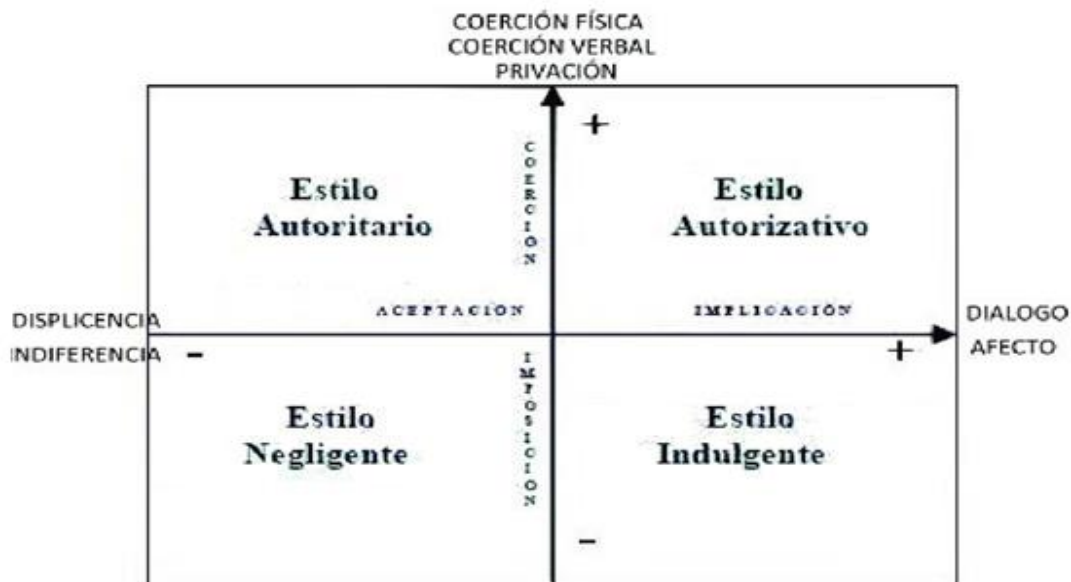 COERCIÓN FÍSICA
COERCIÓN VERBAL
PRIVACIÓN
+
COERCION
Estilo
Autoritario
Estilo
Autorizativo
ACEPTACIÓN
IMPLICACIÓN
DISPLICENCIA
INDIFERENCIA
-
DIALOGO
AFECTO
+
IMPOSICION
Estilo
Negligente
Estilo
Indulgente
-